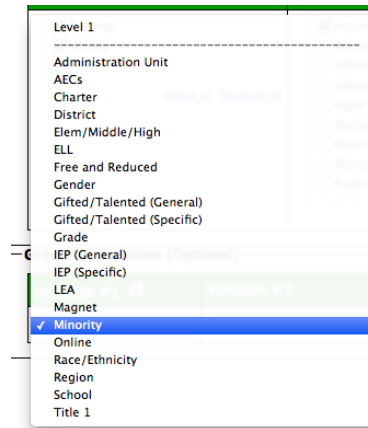 Level 1
--------------------------------------------------
Administration Unit
AECs
Charter
District
Elem/Middle/High
ELL
Free and Reduced
Gender
Gifted/Talented (General)
Gifted/Talented (Specific)
Grade
IEP (General)
IEP (Specific)
LEA
Magnet
✓ Minority
Online
Race/Ethnicity
Region
School
Title 1